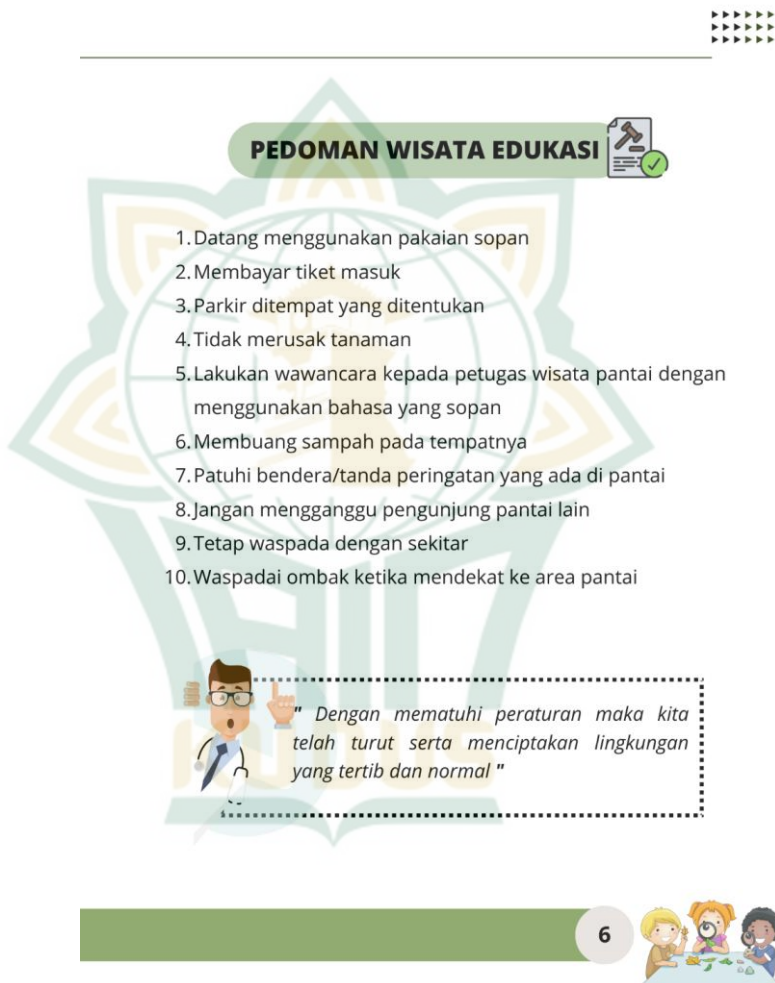 PEDOMAN WISATA EDUKASI
1. Datang menggunakan pakaian sopan
2. Membayar tiket masuk
3. Parkir ditempat yang ditentukan
4. Tidak merusak tanaman
5. Lakukan wawancara kepada petugas wisata pantai dengan
menggunakan bahasa yang sopan
6. Membuang sampah pada tempatnya
7. Patuhi bendera/tanda peringatan yang ada di pantai
8. Jangan mengganggu pengunjung pantai lain
9. Tetap waspada dengan sekitar
10. Waspadai ombak ketika mendekat ke area pantai
" Dengan mematuhi peraturan maka kita
telah turut serta menciptakan lingkungan
yang tertib dan normal "
KUDUS
6